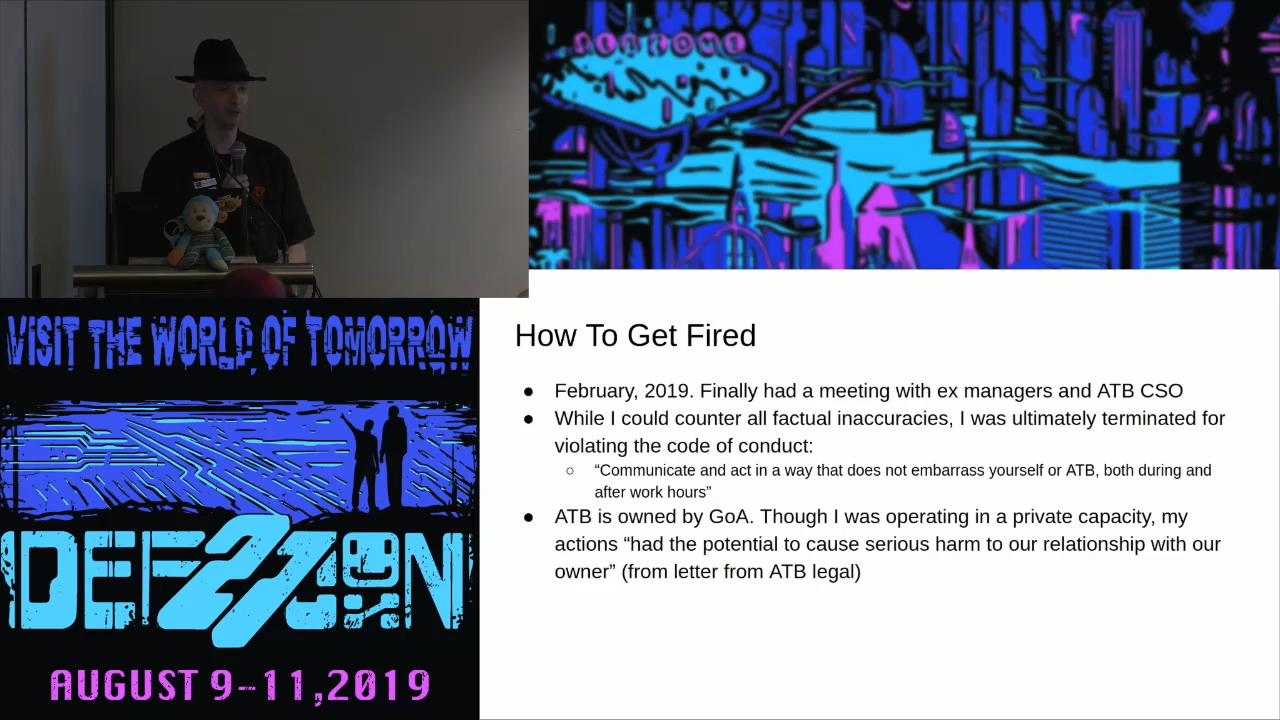 WELCOME
VISIT THE WORLD OF TOMORROW
DEF CON
27
AUGUST 9-11,2019
How To Get Fired
● February, 2019. Finally had a meeting with ex managers and ATB CSO
● While I could counter all factual inaccuracies, I was ultimately terminated for
violating the code of conduct:
○ “Communicate and act in a way that does not embarrass yourself or ATB, both during and
after work hours”
● ATB is owned by GoA. Though I was operating in a private capacity, my
actions “had the potential to cause serious harm to our relationship with our
owner” (from letter from ATB legal)